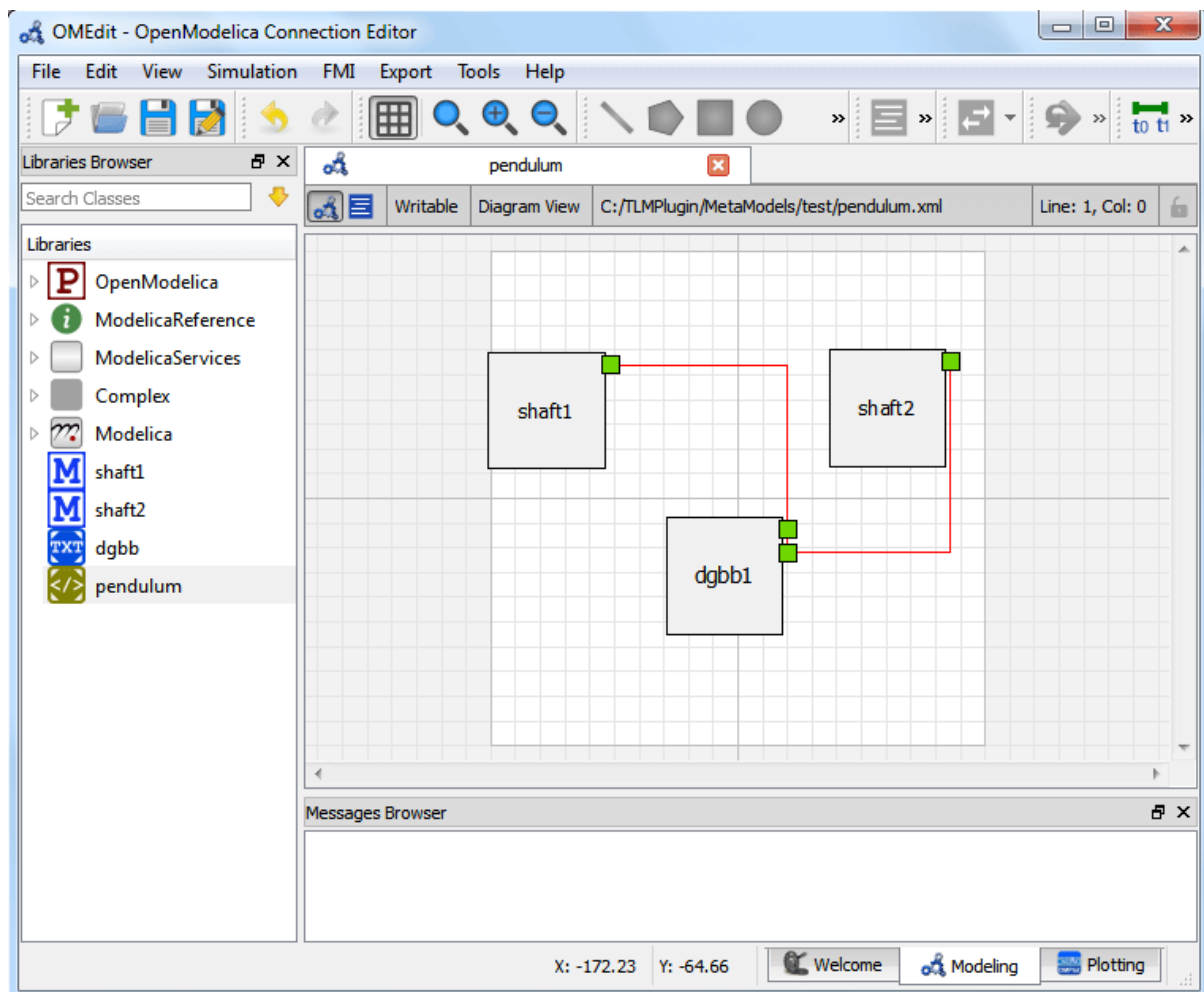 OMEdit - OpenModelica Connection Editor
File Edit View Simulation FMI Export Tools Help
» » » t0 t1 »
Libraries Browser
pendulum
Search Classes
Writable Diagram View C:/TLMPlugin/MetaModels/test/pendulum.xml Line: 1, Col: 0
Libraries
P OpenModelica
i ModelicaReference
ModelicaServices
Complex
m Modelica
M shaft1
M shaft2
TXT dgbb
</> pendulum
shaft1
shaft2
dgbb1
Messages Browser
X: -172.23 Y: -64.66 Welcome Modeling Plotting